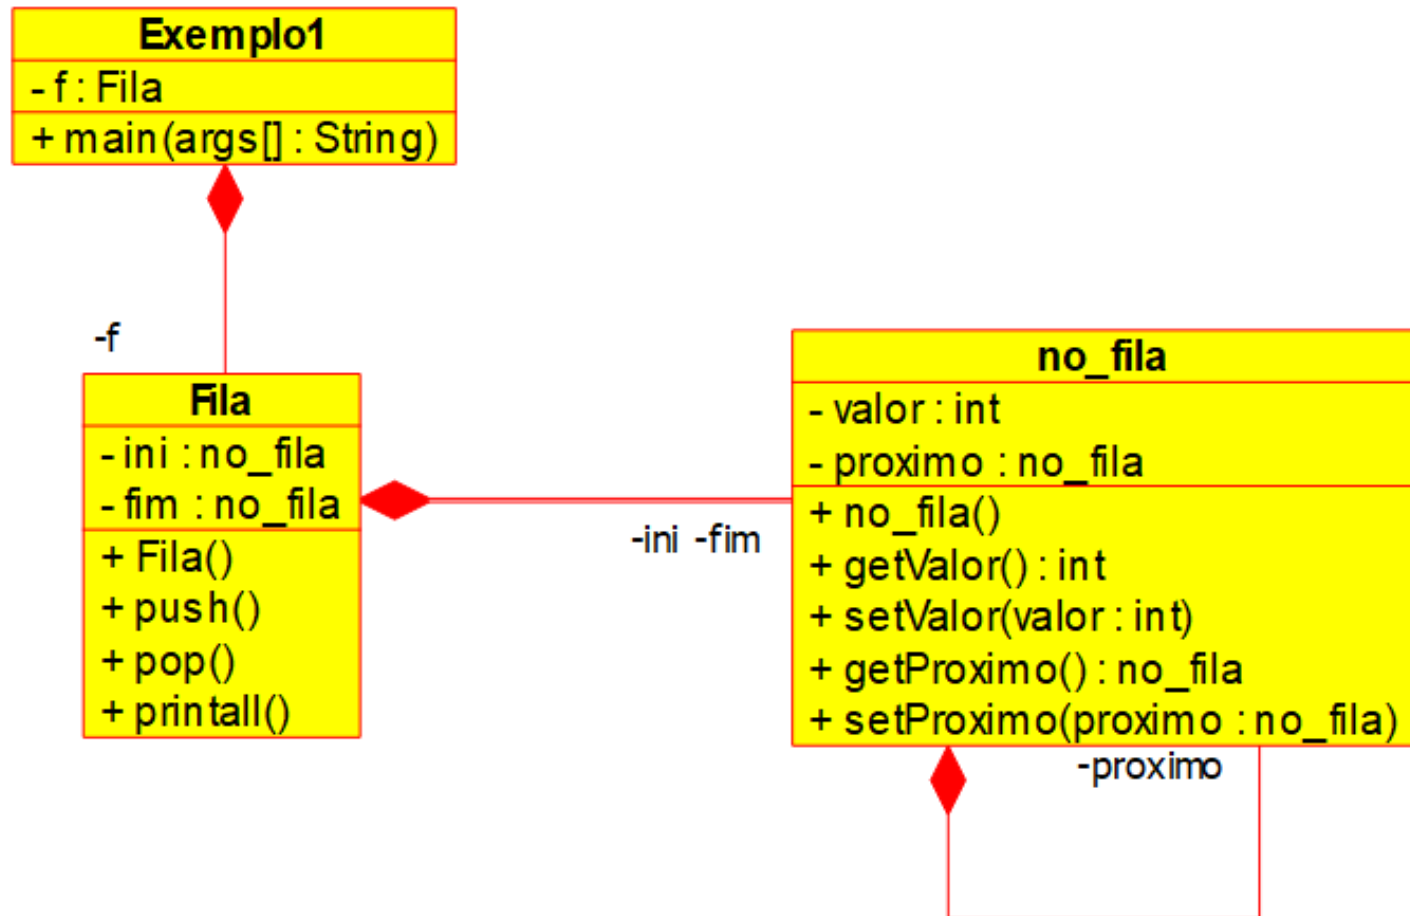 Exemplo1
- f : Fila
+ main(args[] : String)
-f
Fila
- ini : no_fila
- fim : no_fila
+ Fila()
+ push()
+ pop()
+ printall()
-ini -fim
no_fila
- valor : int
- proximo : no_fila
+ no_fila()
+ getValor() : int
+ setValor(valor : int)
+ getProximo() : no_fila
+ setProximo(proximo : no_fila)
-proximo